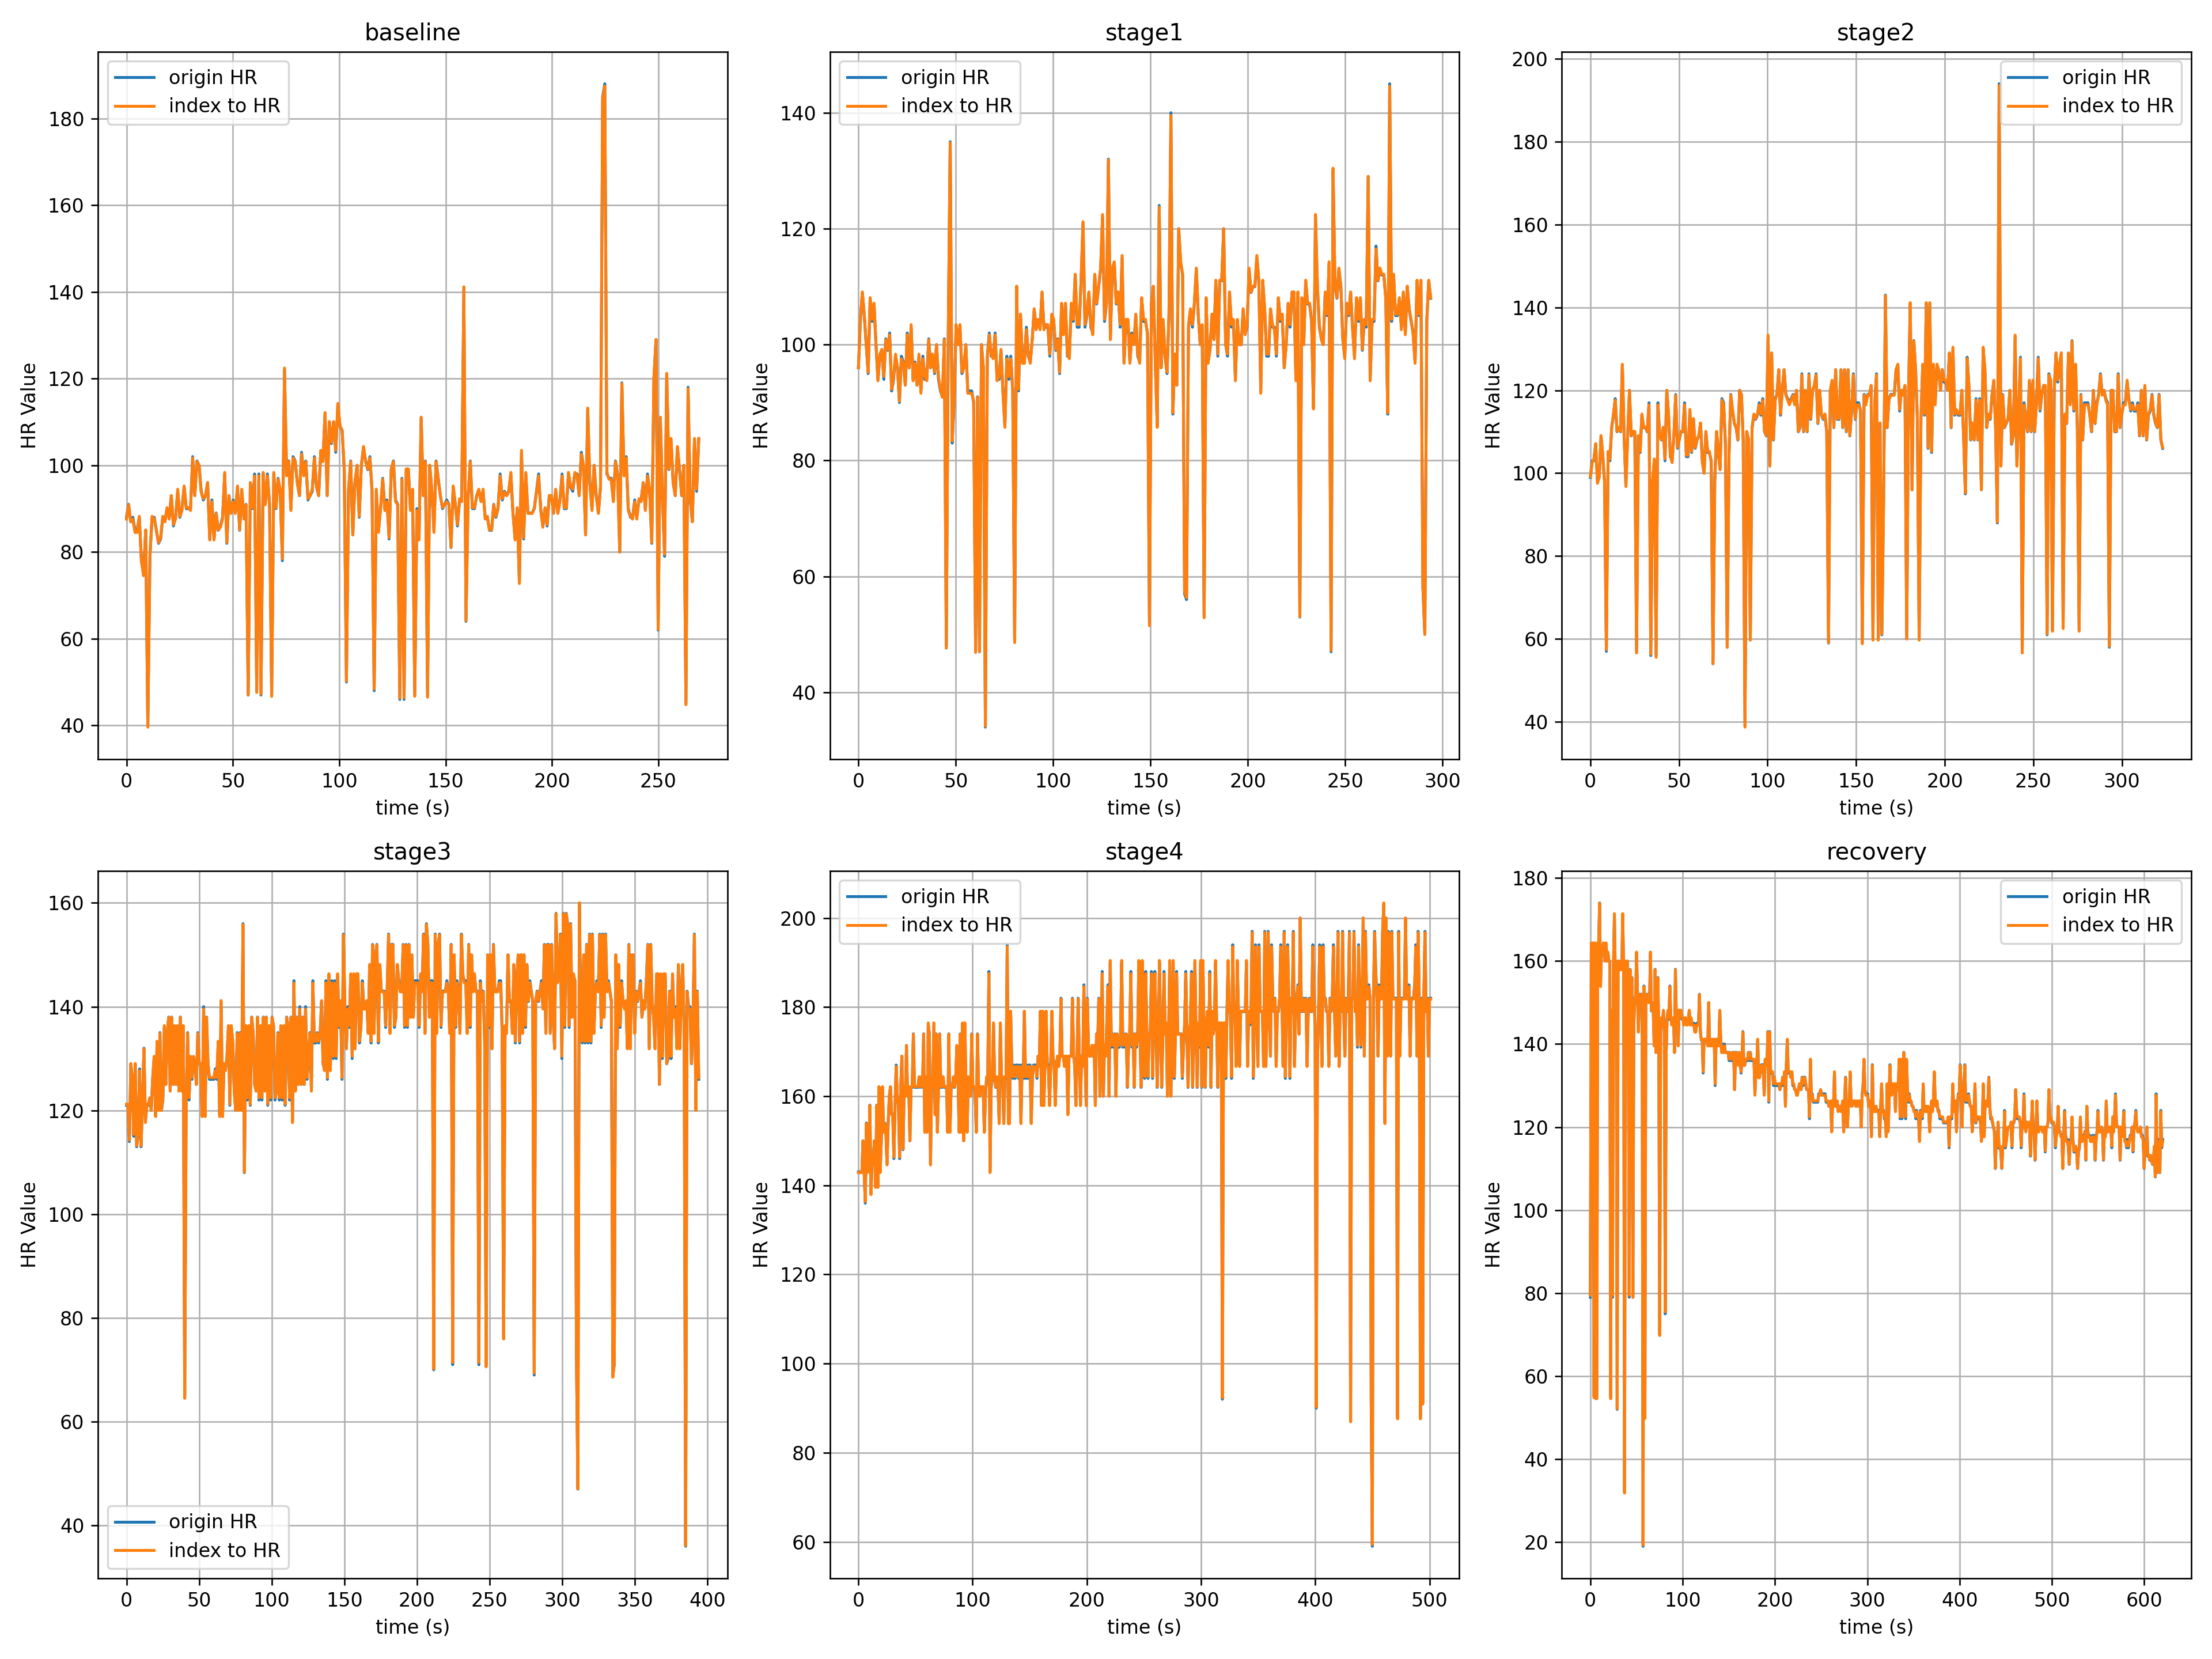 baseline
origin HR
index to HR
180
160
140
120
100
80
60
40
HR Value
0 50 100 150 200 250
time (s)
stage1
origin HR
index to HR
140
120
100
80
60
40
HR Value
0 50 100 150 200 250 300
time (s)
stage2
origin HR
index to HR
200
180
160
140
120
100
80
60
40
HR Value
0 50 100 150 200 250 300
time (s)
stage3
160
140
120
100
80
60
40
HR Value
origin HR
index to HR
0 50 100 150 200 250 300 350 400
time (s)
stage4
origin HR
index to HR
200
180
160
140
120
100
80
60
HR Value
0 100 200 300 400 500
time (s)
recovery
origin HR
index to HR
180
160
140
120
100
80
60
40
20
HR Value
0 100 200 300 400 500 600
time (s)